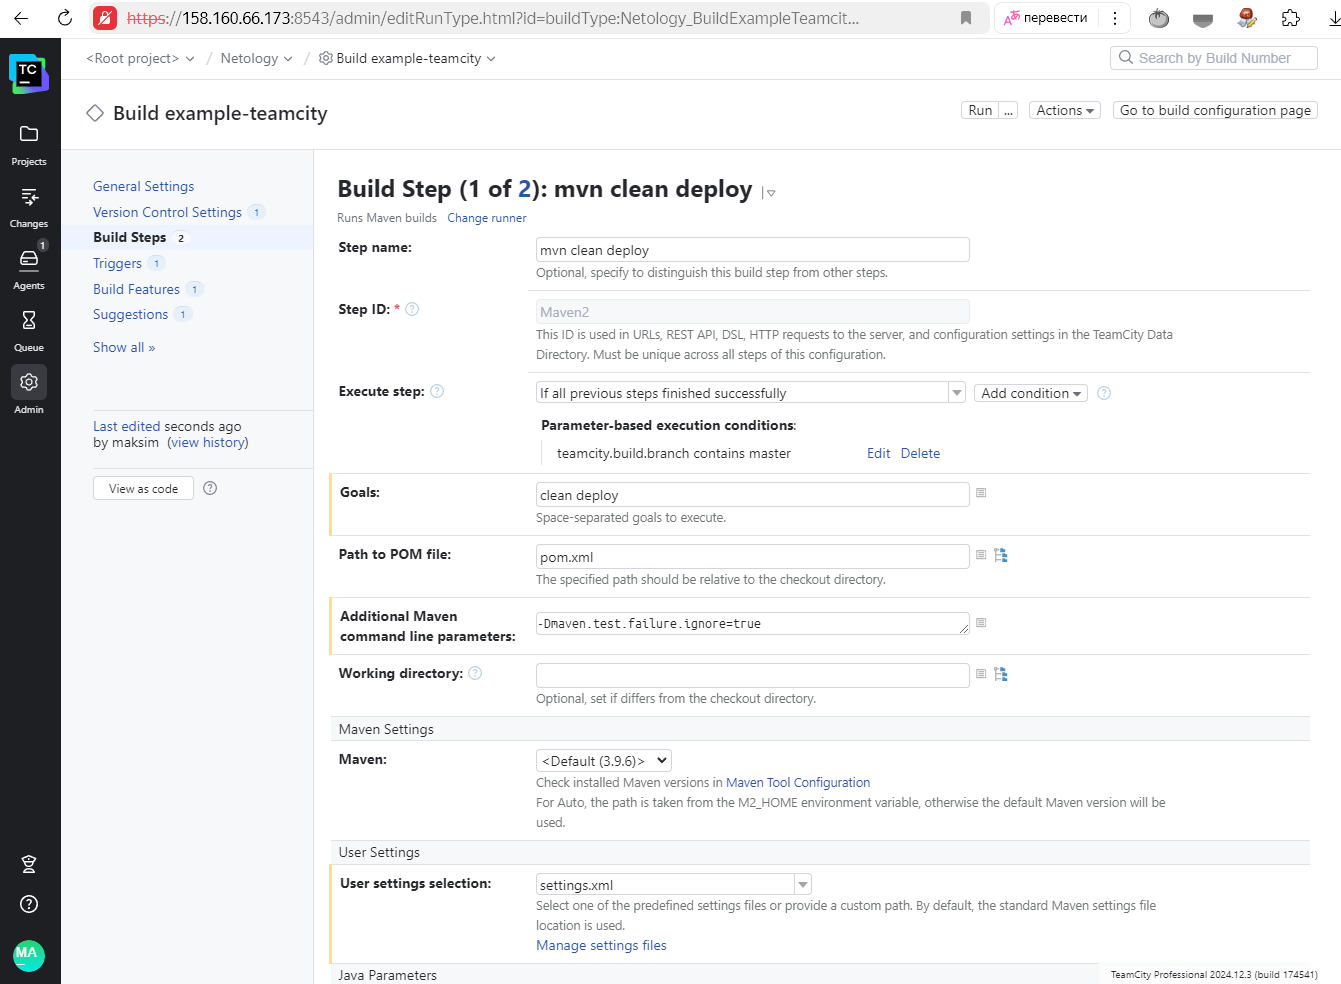 https://158.160.66.173:8543/admin/editRunType.html?id=buildType:Netology_BuildExampleTeamcit...
перевести
TC
<Root project> / Netology / Build example-teamcity
Search by Build Number
Build example-teamcity
Run ... Actions Go to build configuration page
Projects
Changes
1
Agents
Queue
Admin
MA
General Settings
Version Control Settings 1
Build Steps 2
Triggers 1
Build Features 1
Suggestions 1
Show all »
Last edited seconds ago
by maksim (view history)
View as code
Build Step (1 of 2): mvn clean deploy
Runs Maven builds Change runner
Step name: mvn clean deploy
Optional, specify to distinguish this build step from other steps.
Step ID: * Maven2
This ID is used in URLs, REST API, DSL, HTTP requests to the server, and configuration settings in the TeamCity Data
Directory. Must be unique across all steps of this configuration.
Execute step: If all previous steps finished successfully Add condition
Parameter-based execution conditions:
teamcity.build.branch contains master Edit Delete
Goals: clean deploy
Space-separated goals to execute.
Path to POM file: pom.xml
The specified path should be relative to the checkout directory.
Additional Maven
command line parameters: -Dmaven.test.failure.ignore=true
Working directory:
Optional, set if differs from the checkout directory.
Maven Settings
Maven: <Default (3.9.6)>
Check installed Maven versions in Maven Tool Configuration
For Auto, the path is taken from the M2_HOME environment variable, otherwise the default Maven version will be
used.
User Settings
User settings selection: settings.xml
Select one of the predefined settings files or provide a custom path. By default, the standard Maven settings file
location is used.
Manage settings files
Java Parameters
TeamCity Professional 2024.12.3 (build 174541)